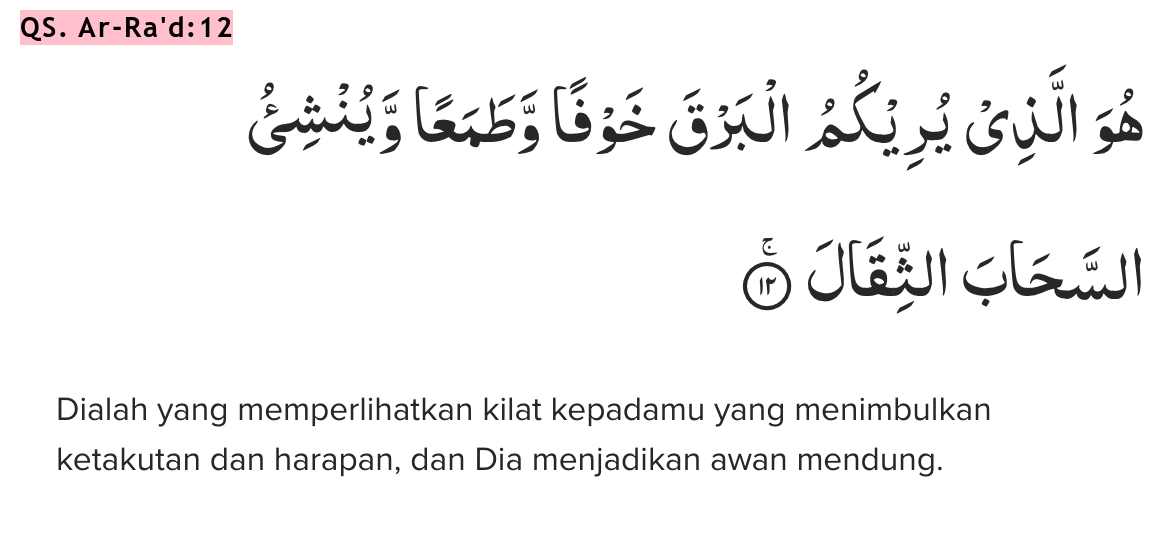 QS. Ar-Ra'd:12
هُوَ الَّذِيْ يُرِيْكُمُ الْبَرْقَ خَوْفًا وَّطَمَعًا وَّيُنْشِئُ
السَّحَابَ الثِّقَالَۚ ١٢
Dialah yang memperlihatkan kilat kepadamu yang menimbulkan
ketakutan dan harapan, dan Dia menjadikan awan mendung.